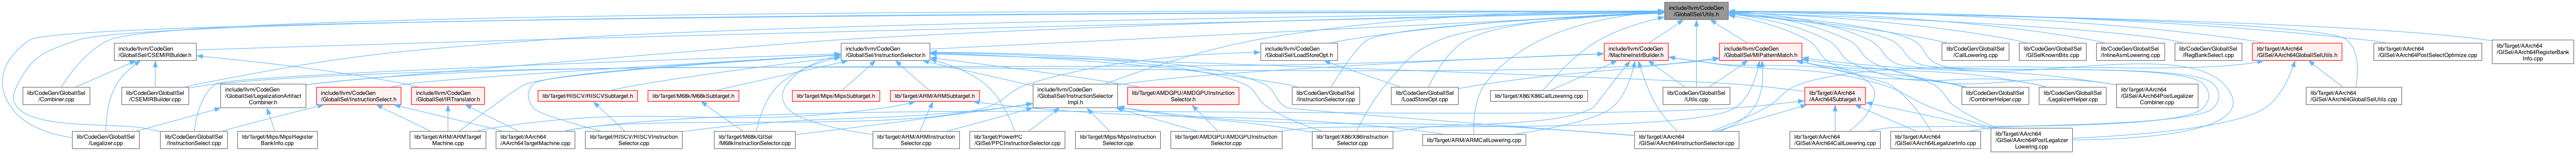 include/llvm/CodeGen
/GlobalISel/Utils.h
include/llvm/CodeGen
/GlobalISel/CSEMIRBuilder.h
include/llvm/CodeGen
/GlobalISel/InstructionSelector.h
include/llvm/CodeGen
/GlobalISel/LoadStoreOpt.h
include/llvm/CodeGen
/MachineInstrBuilder.h
include/llvm/CodeGen
/GlobalISel/MIPatternMatch.h
lib/CodeGen/GlobalISel
/CallLowering.cpp
lib/CodeGen/GlobalISel
/GISelKnownBits.cpp
lib/CodeGen/GlobalISel
/InlineAsmLowering.cpp
lib/CodeGen/GlobalISel
/RegBankSelect.cpp
lib/Target/AArch64
/GISel/AArch64GlobalISelUtils.h
lib/Target/AArch64
/GISel/AArch64PostSelectOptimize.cpp
lib/Target/AArch64
/GISel/AArch64RegisterBank
Info.cpp
lib/CodeGen/GlobalISel
/Combiner.cpp
lib/CodeGen/GlobalISel
/CSEMIRBuilder.cpp
include/llvm/CodeGen
/GlobalISel/LegalizationArtifact
Combiner.h
include/llvm/CodeGen
/GlobalISel/InstructionSelect.h
include/llvm/CodeGen
/GlobalISel/IRTranslator.h
lib/Target/RISCV/RISCVSubtarget.h
lib/Target/M68k/M68kSubtarget.h
lib/Target/Mips/MipsSubtarget.h
lib/Target/ARM/ARMSubtarget.h
include/llvm/CodeGen
/GlobalISel/InstructionSelector
Impl.h
lib/Target/AMDGPU/AMDGPUInstruction
Selector.h
lib/CodeGen/GlobalISel
/InstructionSelector.cpp
lib/CodeGen/GlobalISel
/LoadStoreOpt.cpp
lib/Target/X86/X86CallLowering.cpp
lib/CodeGen/GlobalISel
/Utils.cpp
lib/Target/AArch64
/AArch64Subtarget.h
lib/CodeGen/GlobalISel
/CombinerHelper.cpp
lib/CodeGen/GlobalISel
/LegalizerHelper.cpp
lib/Target/AArch64
/GISel/AArch64PostLegalizer
Combiner.cpp
lib/Target/AArch64
/GISel/AArch64GlobalISelUtils.cpp
lib/CodeGen/GlobalISel
/Legalizer.cpp
lib/CodeGen/GlobalISel
/InstructionSelect.cpp
lib/Target/Mips/MipsRegister
BankInfo.cpp
lib/Target/ARM/ARMTarget
Machine.cpp
lib/Target/AArch64
/AArch64TargetMachine.cpp
lib/Target/RISCV/RISCVInstruction
Selector.cpp
lib/Target/M68k/GISel
/M68kInstructionSelector.cpp
lib/Target/ARM/ARMInstruction
Selector.cpp
lib/Target/PowerPC
/GISel/PPCInstructionSelector.cpp
lib/Target/Mips/MipsInstruction
Selector.cpp
lib/Target/AMDGPU/AMDGPUInstruction
Selector.cpp
lib/Target/X86/X86Instruction
Selector.cpp
lib/Target/ARM/ARMCallLowering.cpp
lib/Target/AArch64
/GISel/AArch64InstructionSelector.cpp
lib/Target/AArch64
/GISel/AArch64CallLowering.cpp
lib/Target/AArch64
/GISel/AArch64LegalizerInfo.cpp
lib/Target/AArch64
/GISel/AArch64PostLegalizer
Lowering.cpp